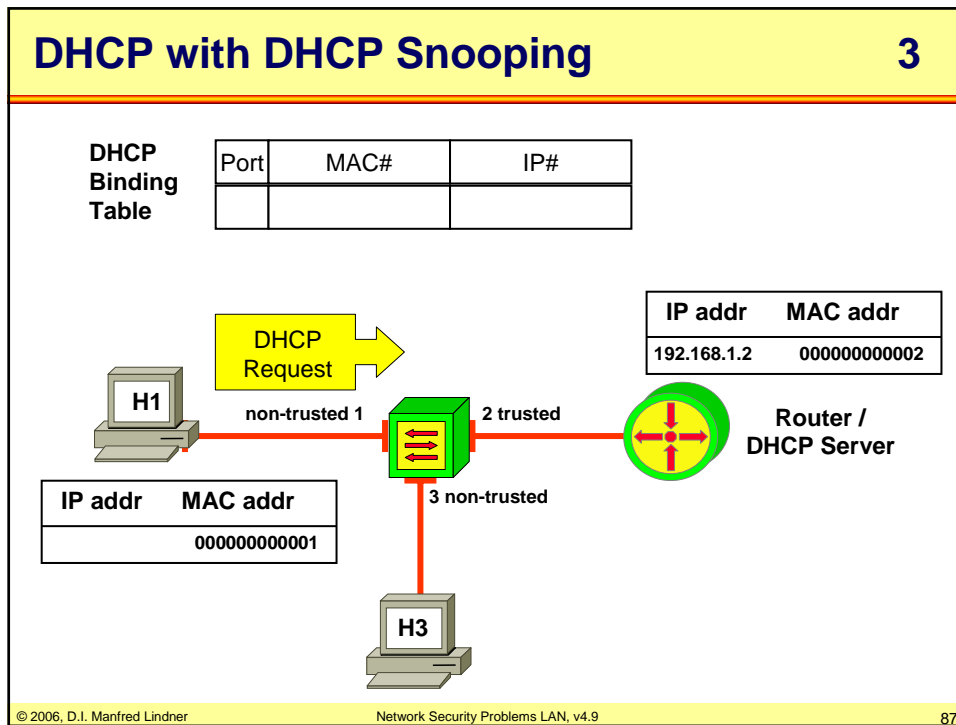 DHCP with DHCP Snooping 3
DHCP
Binding
Table
Port MAC# IP#
IP addr MAC addr
192.168.1.2 000000000002
DHCP
Request
H1
non-trusted 1
2 trusted
Router /
DHCP Server
3 non-trusted
IP addr MAC addr
000000000001
H3
© 2006, D.I. Manfred Lindner Network Security Problems LAN, v4.9 87